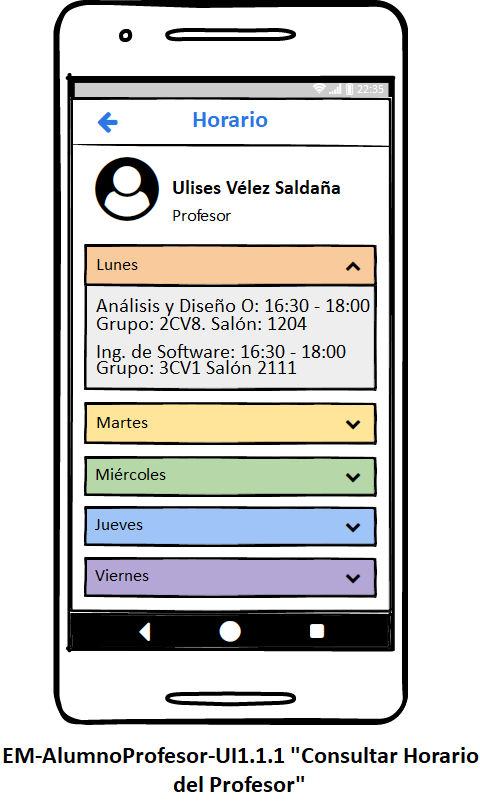 22:35
Horario
Ulises Vélez Saldaña
Profesor
Lunes
Análisis y Diseño O: 16:30 - 18:00
Grupo: 2CV8. Salón: 1204
Ing. de Software: 16:30 - 18:00
Grupo: 3CV1 Salón 2111
Martes
Miércoles
Jueves
Viernes
EM-AlumnoProfesor-UI1.1.1 "Consultar Horario
del Profesor"